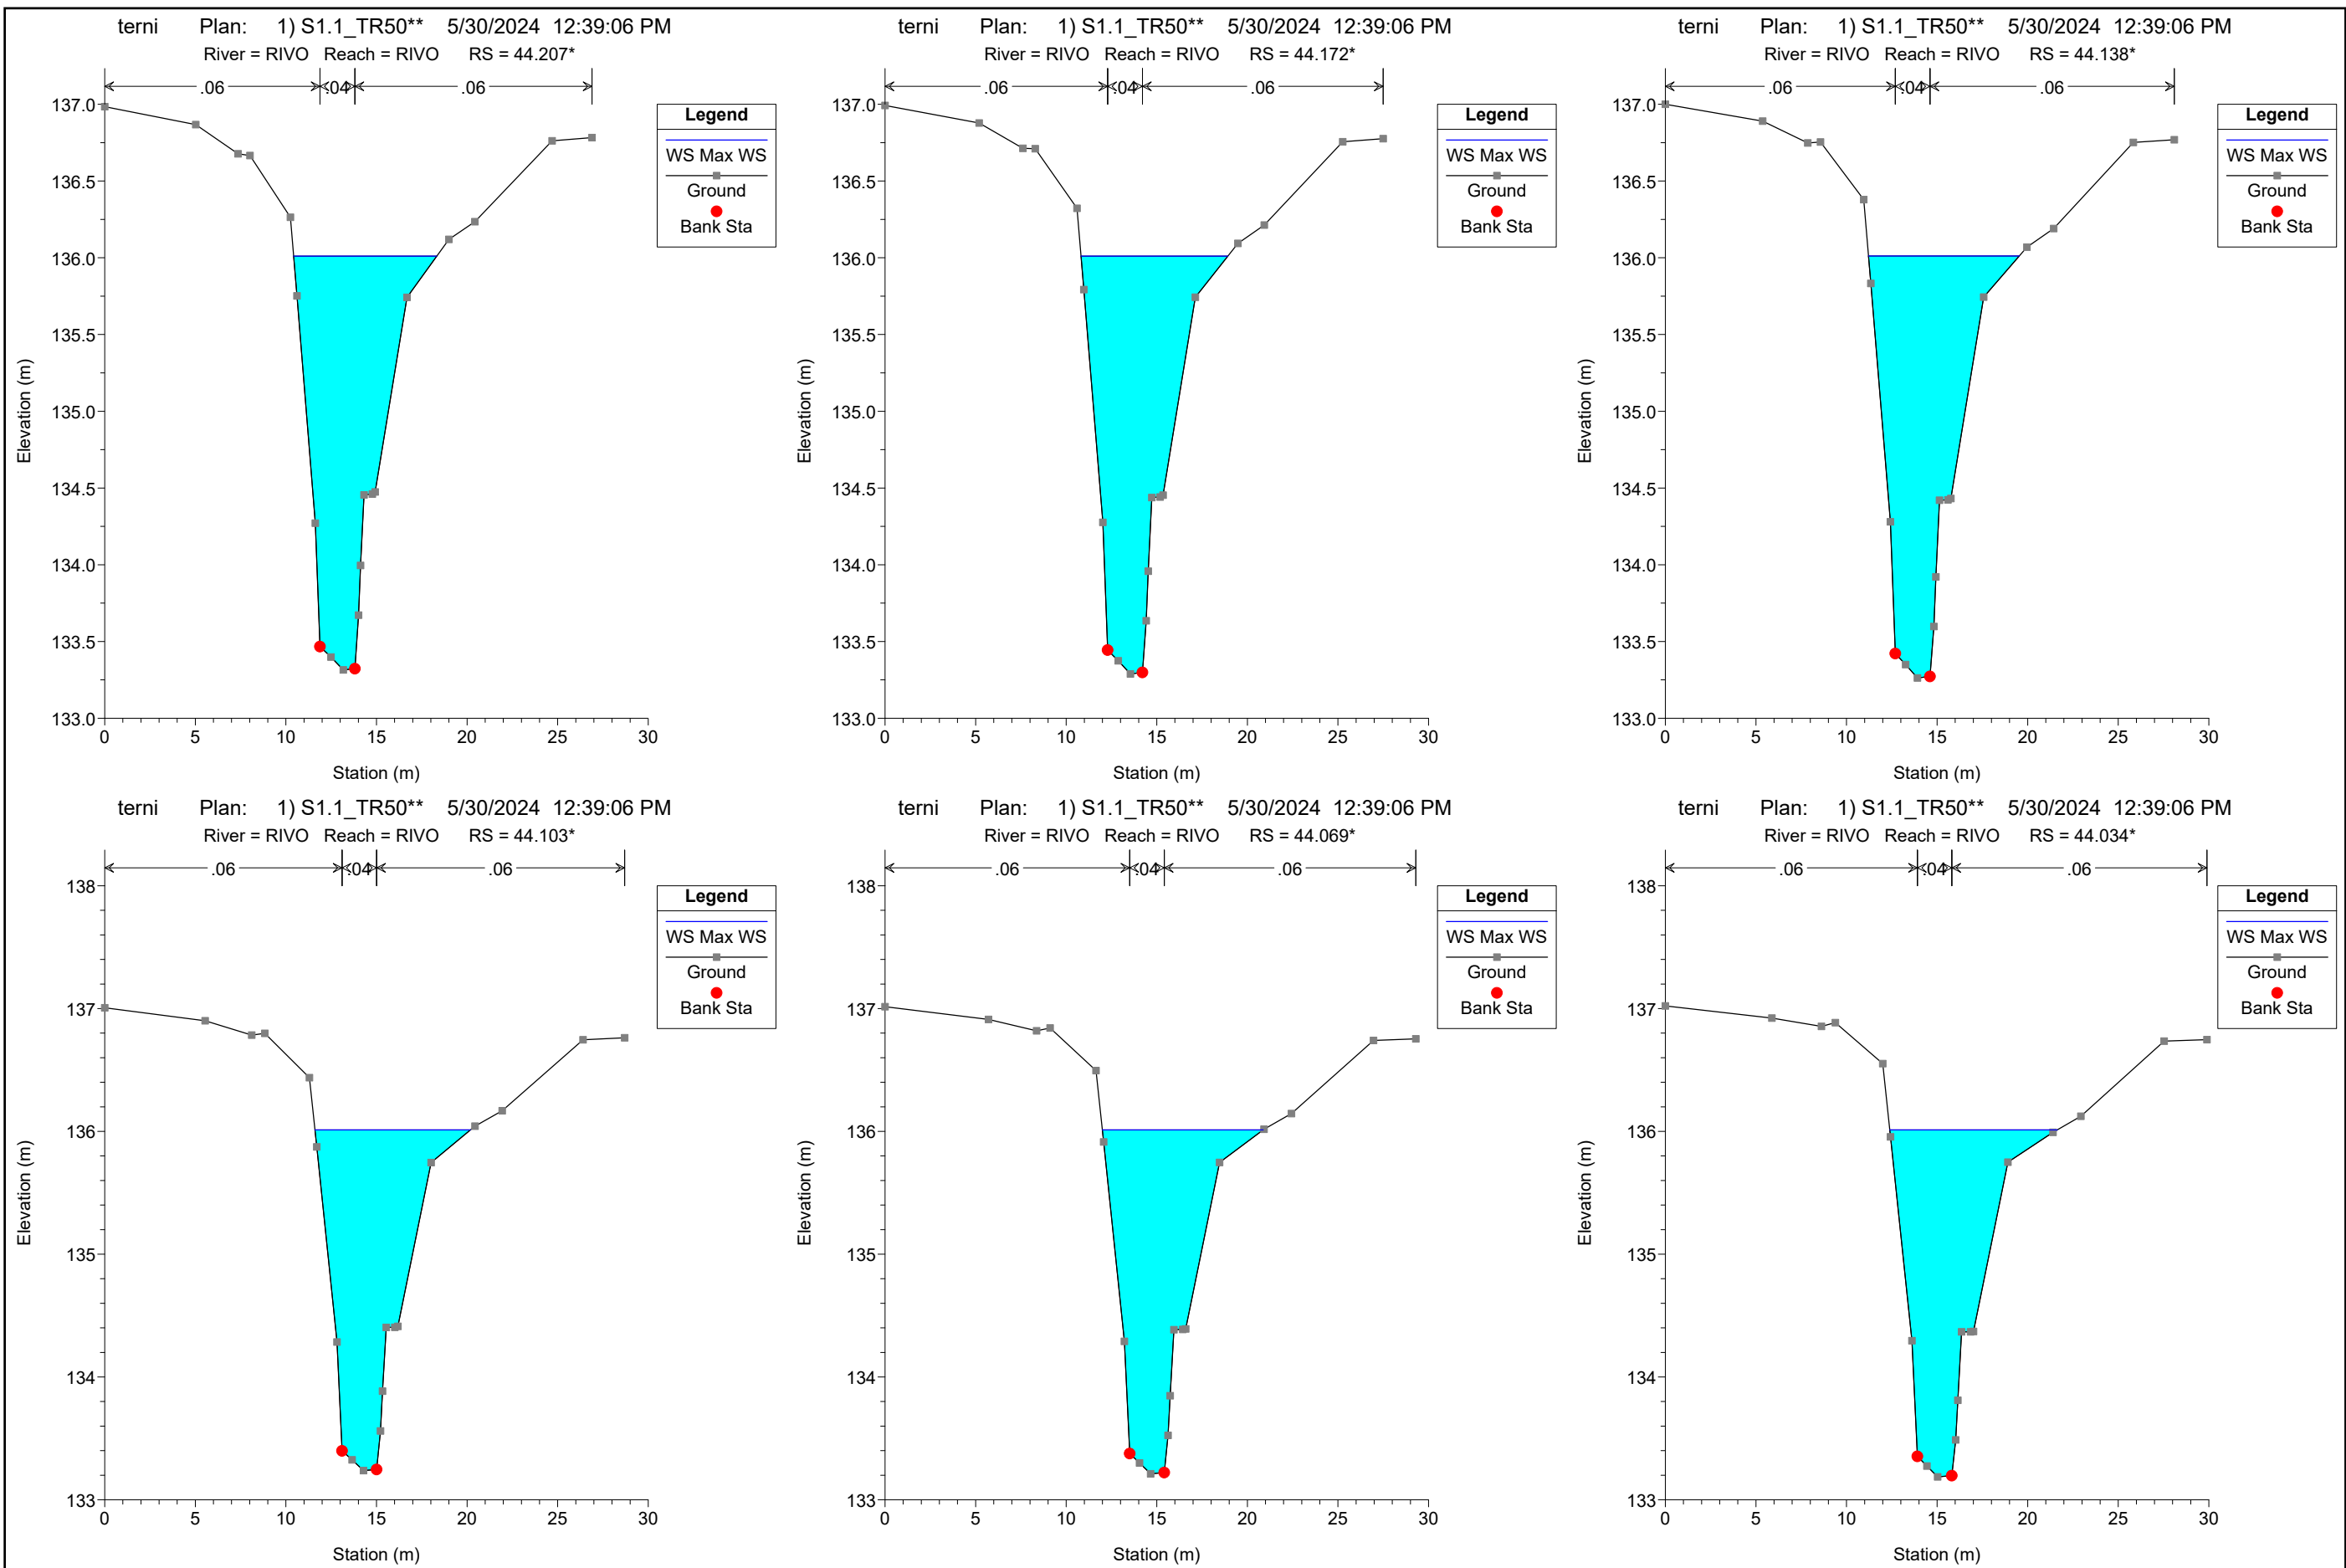 terni Plan: 1) S1.1_TR50** 5/30/2024 12:39:06 PM
River = RIVO Reach = RIVO RS = 44.207*
.06 .04 .06
Legend
WS Max WS
Ground
Bank Sta
137.0
136.5
136.0
135.5
135.0
134.5
134.0
133.5
133.0
Elevation (m)
0 5 10 15 20 25 30
Station (m)
terni Plan: 1) S1.1_TR50** 5/30/2024 12:39:06 PM
River = RIVO Reach = RIVO RS = 44.172*
.06 .04 .06
Legend
WS Max WS
Ground
Bank Sta
137.0
136.5
136.0
135.5
135.0
134.5
134.0
133.5
133.0
Elevation (m)
0 5 10 15 20 25 30
Station (m)
terni Plan: 1) S1.1_TR50** 5/30/2024 12:39:06 PM
River = RIVO Reach = RIVO RS = 44.138*
.06 .04 .06
Legend
WS Max WS
Ground
Bank Sta
137.0
136.5
136.0
135.5
135.0
134.5
134.0
133.5
133.0
Elevation (m)
0 5 10 15 20 25 30
Station (m)
terni Plan: 1) S1.1_TR50** 5/30/2024 12:39:06 PM
River = RIVO Reach = RIVO RS = 44.103*
.06 .04 .06
Legend
WS Max WS
Ground
Bank Sta
138
137
136
135
134
133
Elevation (m)
0 5 10 15 20 25 30
Station (m)
terni Plan: 1) S1.1_TR50** 5/30/2024 12:39:06 PM
River = RIVO Reach = RIVO RS = 44.069*
.06 .04 .06
Legend
WS Max WS
Ground
Bank Sta
138
137
136
135
134
133
Elevation (m)
0 5 10 15 20 25 30
Station (m)
terni Plan: 1) S1.1_TR50** 5/30/2024 12:39:06 PM
River = RIVO Reach = RIVO RS = 44.034*
.06 .04 .06
Legend
WS Max WS
Ground
Bank Sta
138
137
136
135
134
133
Elevation (m)
0 5 10 15 20 25 30
Station (m)